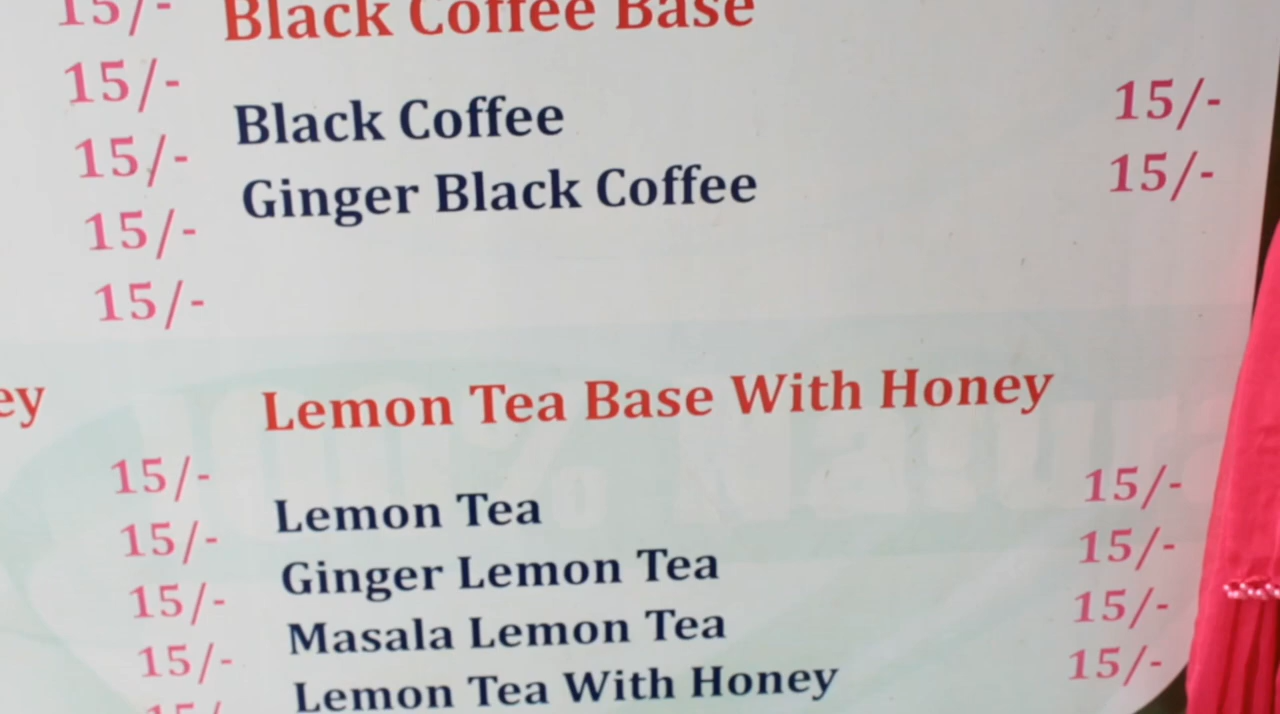 15/-
15/-
15/-
15/-
15/-
ey
15/-
15/-
15/-
15/-
Black Coffee Base
Black Coffee 15/-
Ginger Black Coffee 15/-
Lemon Tea Base With Honey
Lemon Tea 15/-
Ginger Lemon Tea 15/-
Masala Lemon Tea 15/-
Lemon Tea With Honey 15/-